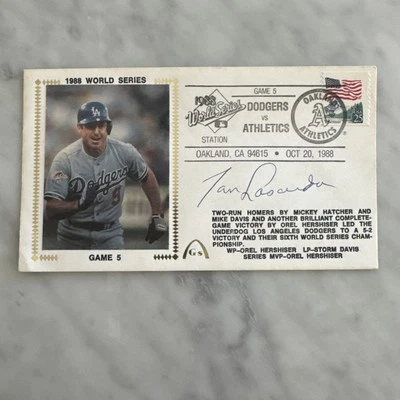 1988 WORLD SERIES
Dodgers
9
GAME 5
1988
World Series
STATION
GAME 5
DODGERS
VS
ATHLETICS
OAKLAND, CA 94615 • OCT 20, 1988
OAKLAND
A's
ATHLETICS
25
Tom Lasorda
Gs
TWO-RUN HOMERS BY MICKEY HATCHER AND
MIKE DAVIS AND ANOTHER BRILLIANT COMPLETE-
GAME VICTORY BY OREL HERSHISER LED THE
UNDERDOG LOS ANGELES DODGERS TO A 5-2
VICTORY AND THEIR SIXTH WORLD SERIES CHAM-
PIONSHIP.
WP-OREL HERSHISER LP-STORM DAVIS
SERIES MVP-OREL HERSHISER